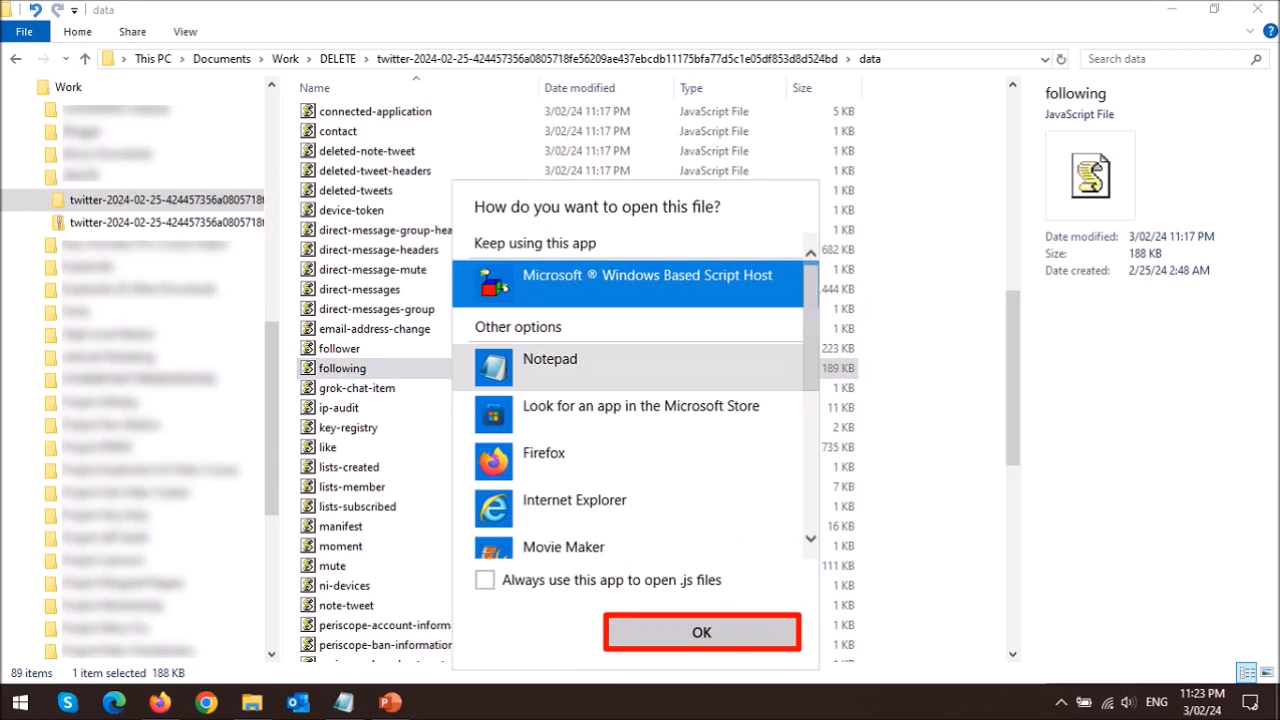 data
File Home Share View
This PC Documents Work DELETE twitter-2024-02-25-424457356a0805718fe56209ae437ebcdb11175bfa77d5c1e05df853d8d524bd data
Search data
Work
twitter-2024-02-25-424457356a0805718f
twitter-2024-02-25-424457356a0805718f
Name Date modified Type Size
connected-application 3/02/24 11:17 PM JavaScript File 5 KB
contact 3/02/24 11:17 PM JavaScript File 1 KB
deleted-note-tweet 3/02/24 11:17 PM JavaScript File 1 KB
deleted-tweet-headers 3/02/24 11:17 PM JavaScript File 1 KB
deleted-tweets
device-token
direct-message-group-hea
direct-message-headers 682 KB
direct-message-mute 1 KB
direct-messages ,444 KB
direct-messages-group 1 KB
email-address-change 1 KB
follower 223 KB
following 189 KB
grok-chat-item 1 KB
ip-audit 11 KB
key-registry 2 KB
like 735 KB
lists-created 1 KB
lists-member 7 KB
lists-subscribed 1 KB
manifest 16 KB
moment 1 KB
mute 111 KB
ni-devices 1 KB
note-tweet 1 KB
periscope-account-inform 1 KB
periscope-ban-information 1 KB
How do you want to open this file?
Keep using this app
Microsoft ® Windows Based Script Host
Other options
Notepad
Look for an app in the Microsoft Store
Firefox
Internet Explorer
Movie Maker
Always use this app to open .js files
OK
following
JavaScript File
Date modified: 3/02/24 11:17 PM
Size: 188 KB
Date created: 2/25/24 2:48 AM
89 items 1 item selected 188 KB
ENG
11:23 PM
3/02/24